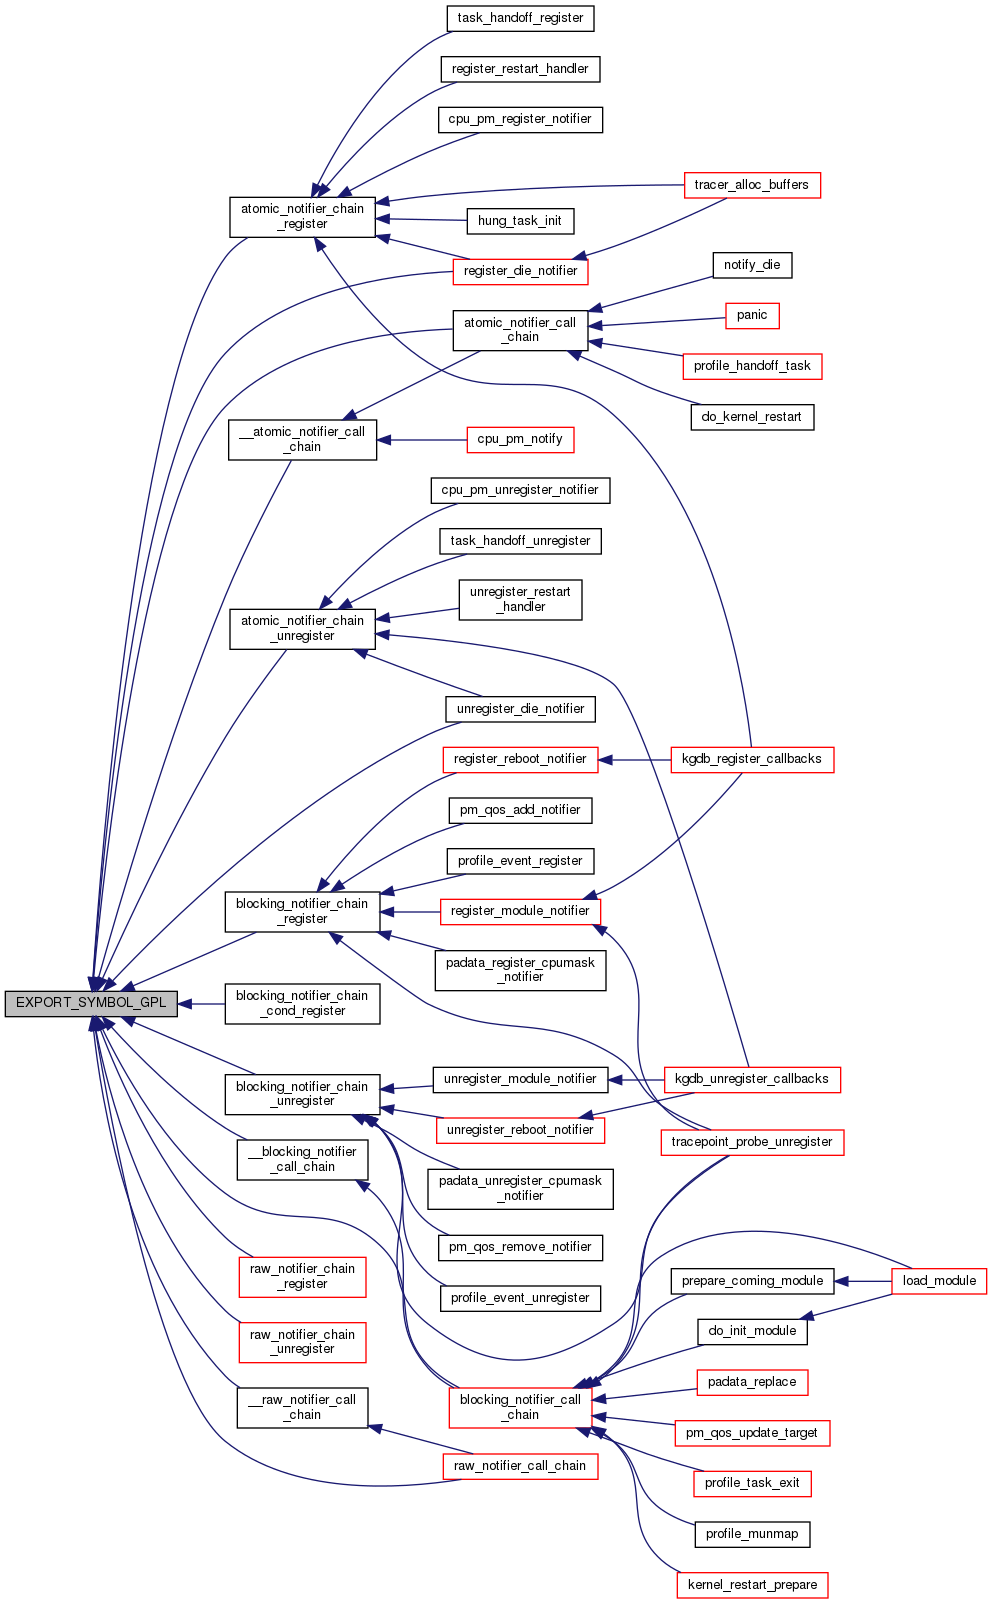 task_handoff_register
register_restart_handler
cpu_pm_register_notifier
tracer_alloc_buffers
atomic_notifier_chain
_register
hung_task_init
register_die_notifier
notify_die
panic
atomic_notifier_call
_chain
profile_handoff_task
do_kernel_restart
__atomic_notifier_call
_chain
cpu_pm_notify
cpu_pm_unregister_notifier
task_handoff_unregister
unregister_restart
_handler
atomic_notifier_chain
_unregister
unregister_die_notifier
register_reboot_notifier
kgdb_register_callbacks
pm_qos_add_notifier
profile_event_register
blocking_notifier_chain
_register
register_module_notifier
padata_register_cpumask
_notifier
EXPORT_SYMBOL_GPL
blocking_notifier_chain
_cond_register
blocking_notifier_chain
_unregister
unregister_module_notifier
kgdb_unregister_callbacks
unregister_reboot_notifier
tracepoint_probe_unregister
__blocking_notifier
_call_chain
padata_unregister_cpumask
_notifier
pm_qos_remove_notifier
raw_notifier_chain
_register
prepare_coming_module
load_module
profile_event_unregister
do_init_module
raw_notifier_chain
_unregister
padata_replace
__raw_notifier_call
_chain
blocking_notifier_call
_chain
pm_qos_update_target
raw_notifier_call_chain
profile_task_exit
profile_munmap
kernel_restart_prepare